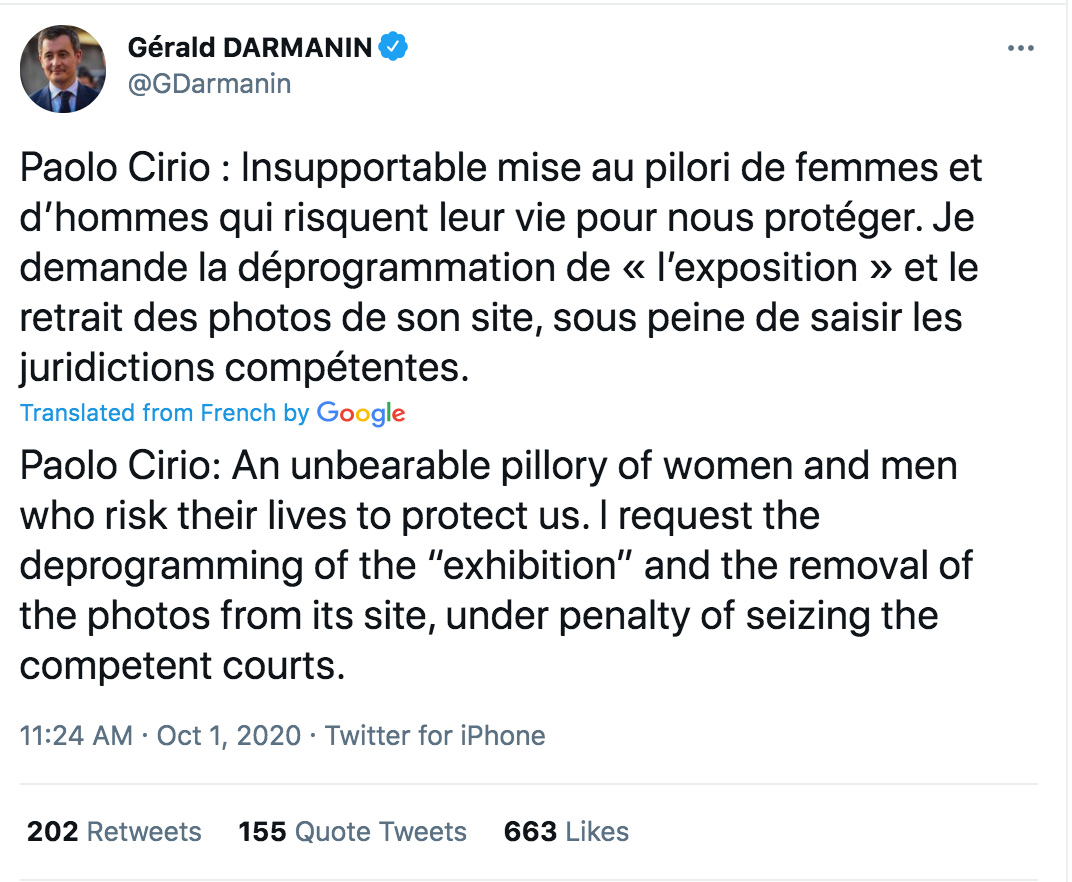 Gérald DARMANIN
@GDarmanin
Paolo Cirio : Insupportable mise au pilori de femmes et
d’hommes qui risquent leur vie pour nous protéger. Je
demande la déprogrammation de « l’exposition » et le
retrait des photos de son site, sous peine de saisir les
juridictions compétentes.
Translated from French by Google
Paolo Cirio: An unbearable pillory of women and men
who risk their lives to protect us. I request the
deprogramming of the “exhibition” and the removal of
the photos from its site, under penalty of seizing the
competent courts.
11:24 AM · Oct 1, 2020 · Twitter for iPhone
202 Retweets 155 Quote Tweets 663 Likes